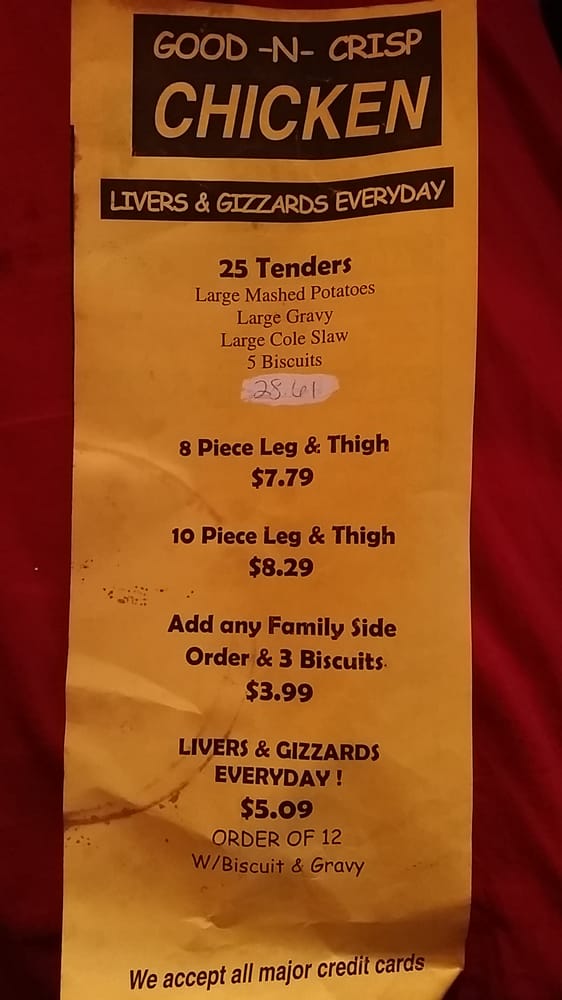 GOOD -N- CRISP
CHICKEN
LIVERS & GIZZARDS EVERYDAY
25 Tenders
Large Mashed Potatoes
Large Gravy
Large Cole Slaw
5 Biscuits
28.61
8 Piece Leg & Thigh
$7.79
10 Piece Leg & Thigh
$8.29
Add any Family Side
Order & 3 Biscuits.
$3.99
LIVERS & GIZZARDS
EVERYDAY !
$5.09
ORDER OF 12
W/Biscuit & Gravy
We accept all major credit cards